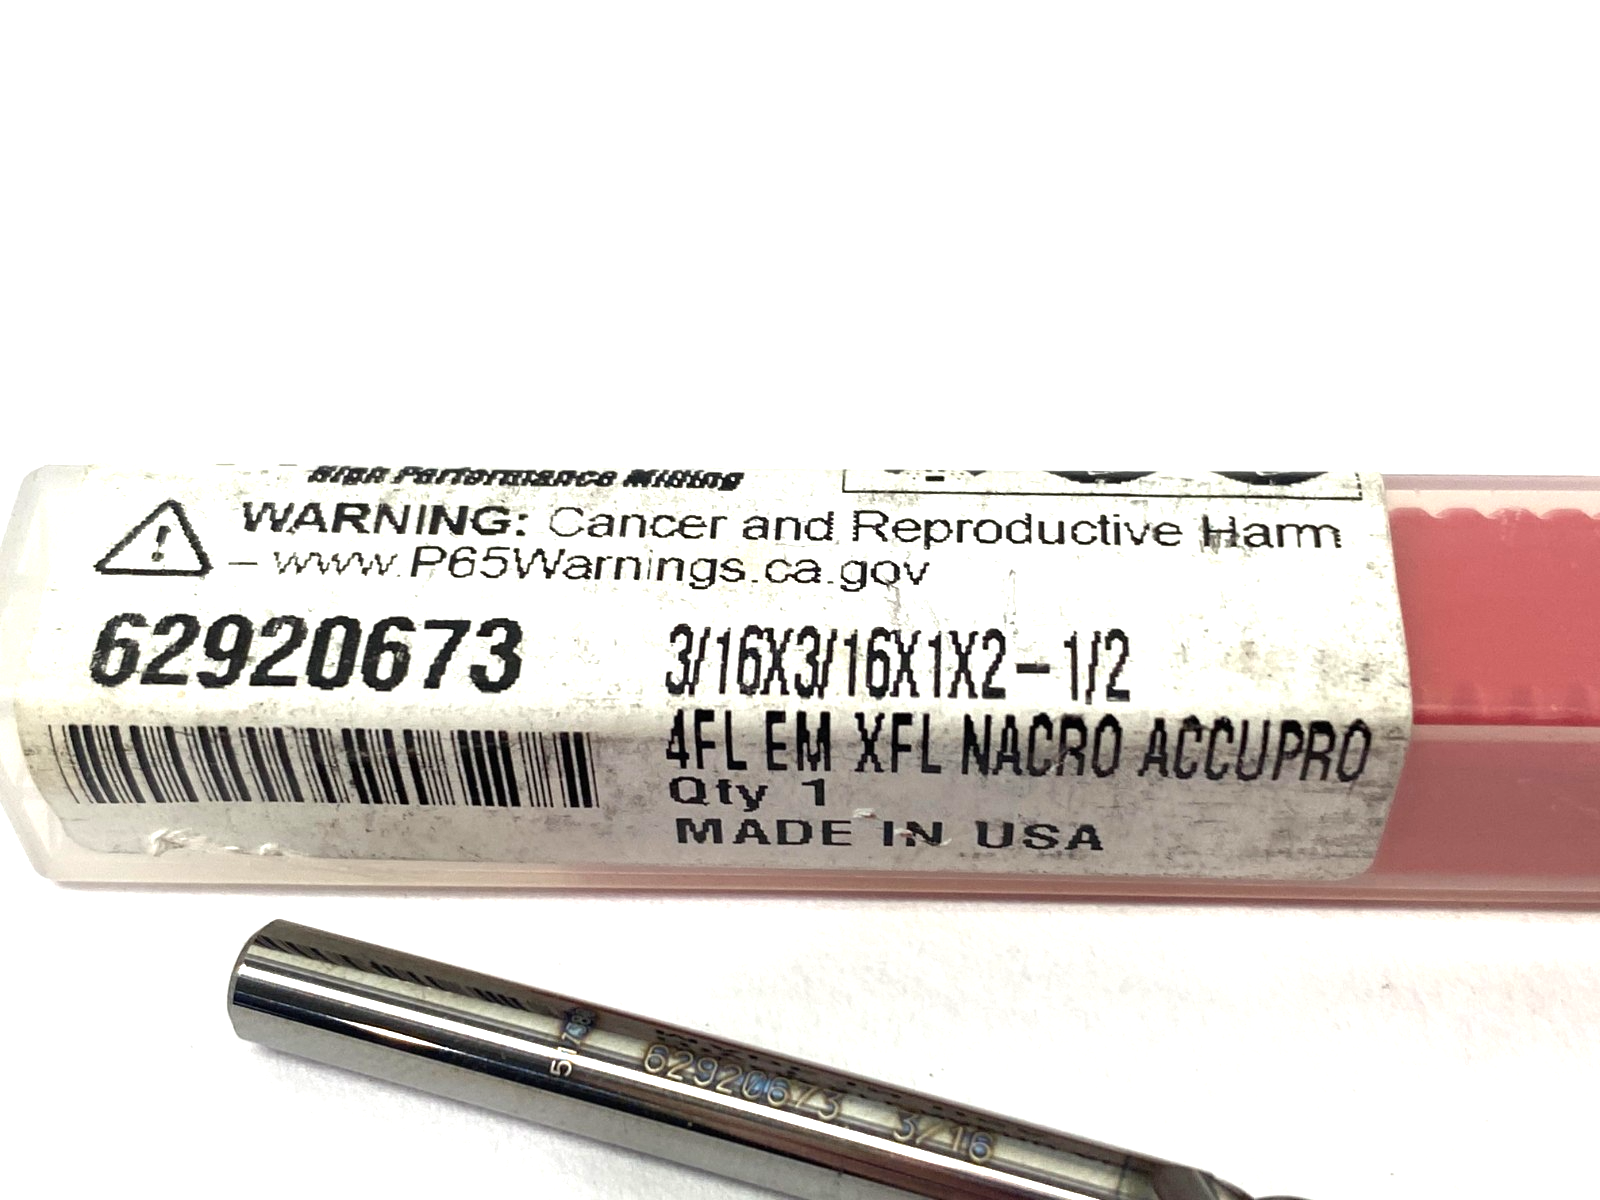 High Performance Milling
WARNING: Cancer and Reproductive Harm
– www.P65Warnings.ca.gov
62920673
3/16X3/16X1X2-1/2
4FL EM XFL NACRO ACCUPRO
Qty 1
MADE IN USA
62920673 3/16